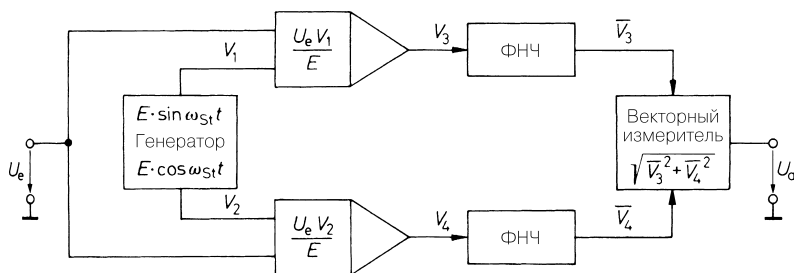 U_e V_1
E
V_3
ФНЧ
V̅_3
V_1
E·sin ω_St t
Генератор
E·cos ω_St t
Векторный
измеритель
√(V̅_3² + V̅_4²)
U_e
U_a
V_2
U_e V_2
E
V_4
ФНЧ
V̅_4